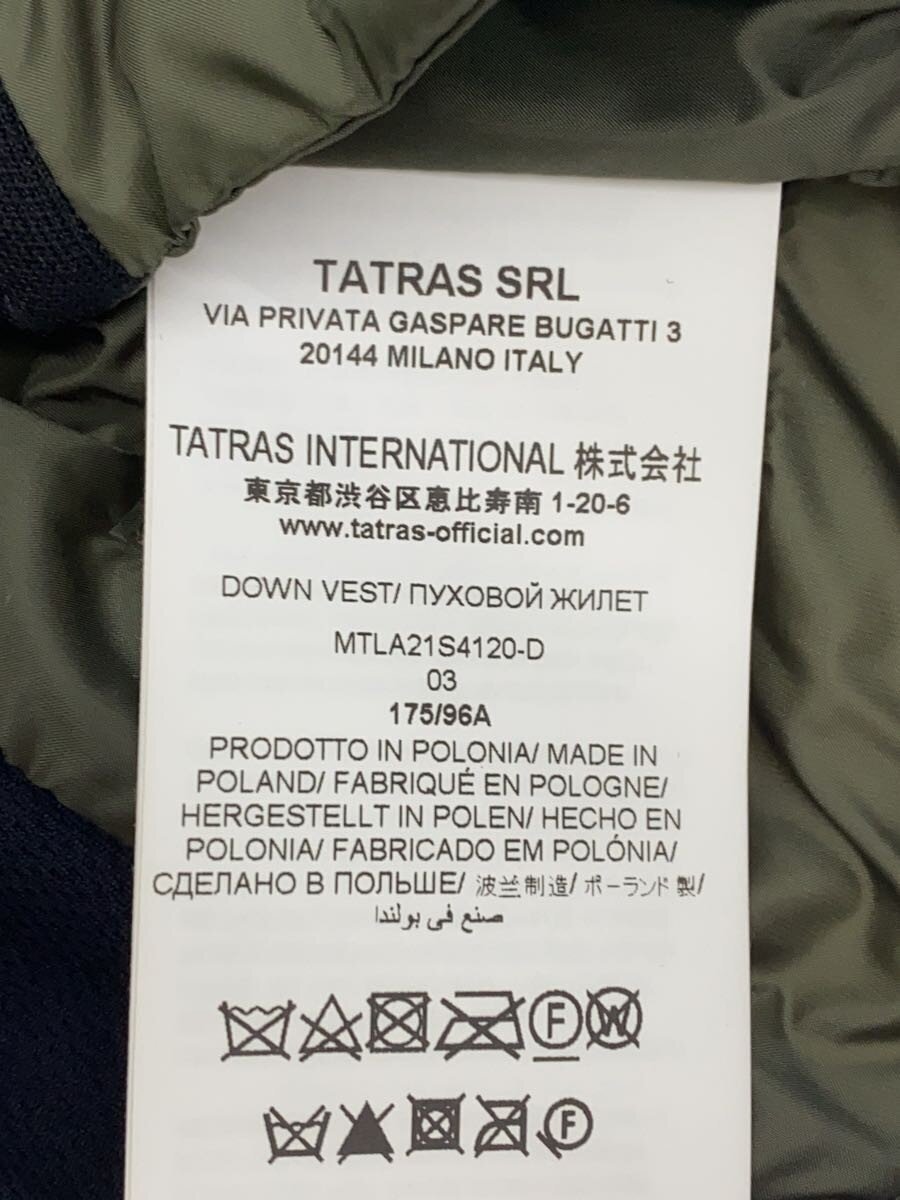 TATRAS SRL
VIA PRIVATA GASPARE BUGATTI 3
20144 MILANO ITALY
TATRAS INTERNATIONAL 株式会社
東京都渋谷区恵比寿南 1-20-6
www.tatras-official.com
DOWN VEST/ ПУХОВОЙ ЖИЛЕТ
MTLA21S4120-D
03
175/96A
PRODOTTO IN POLONIA/ MADE IN
POLAND/ FABRIQUÉ EN POLOGNE/
HERGESTELLT IN POLEN/ HECHO EN
POLONIA/ FABRICADO EM POLÓNIA/
СДЕЛАНО В ПОЛЬШЕ/ 波兰制造/ ポーランド製/
صنع في بولندا
F W
F